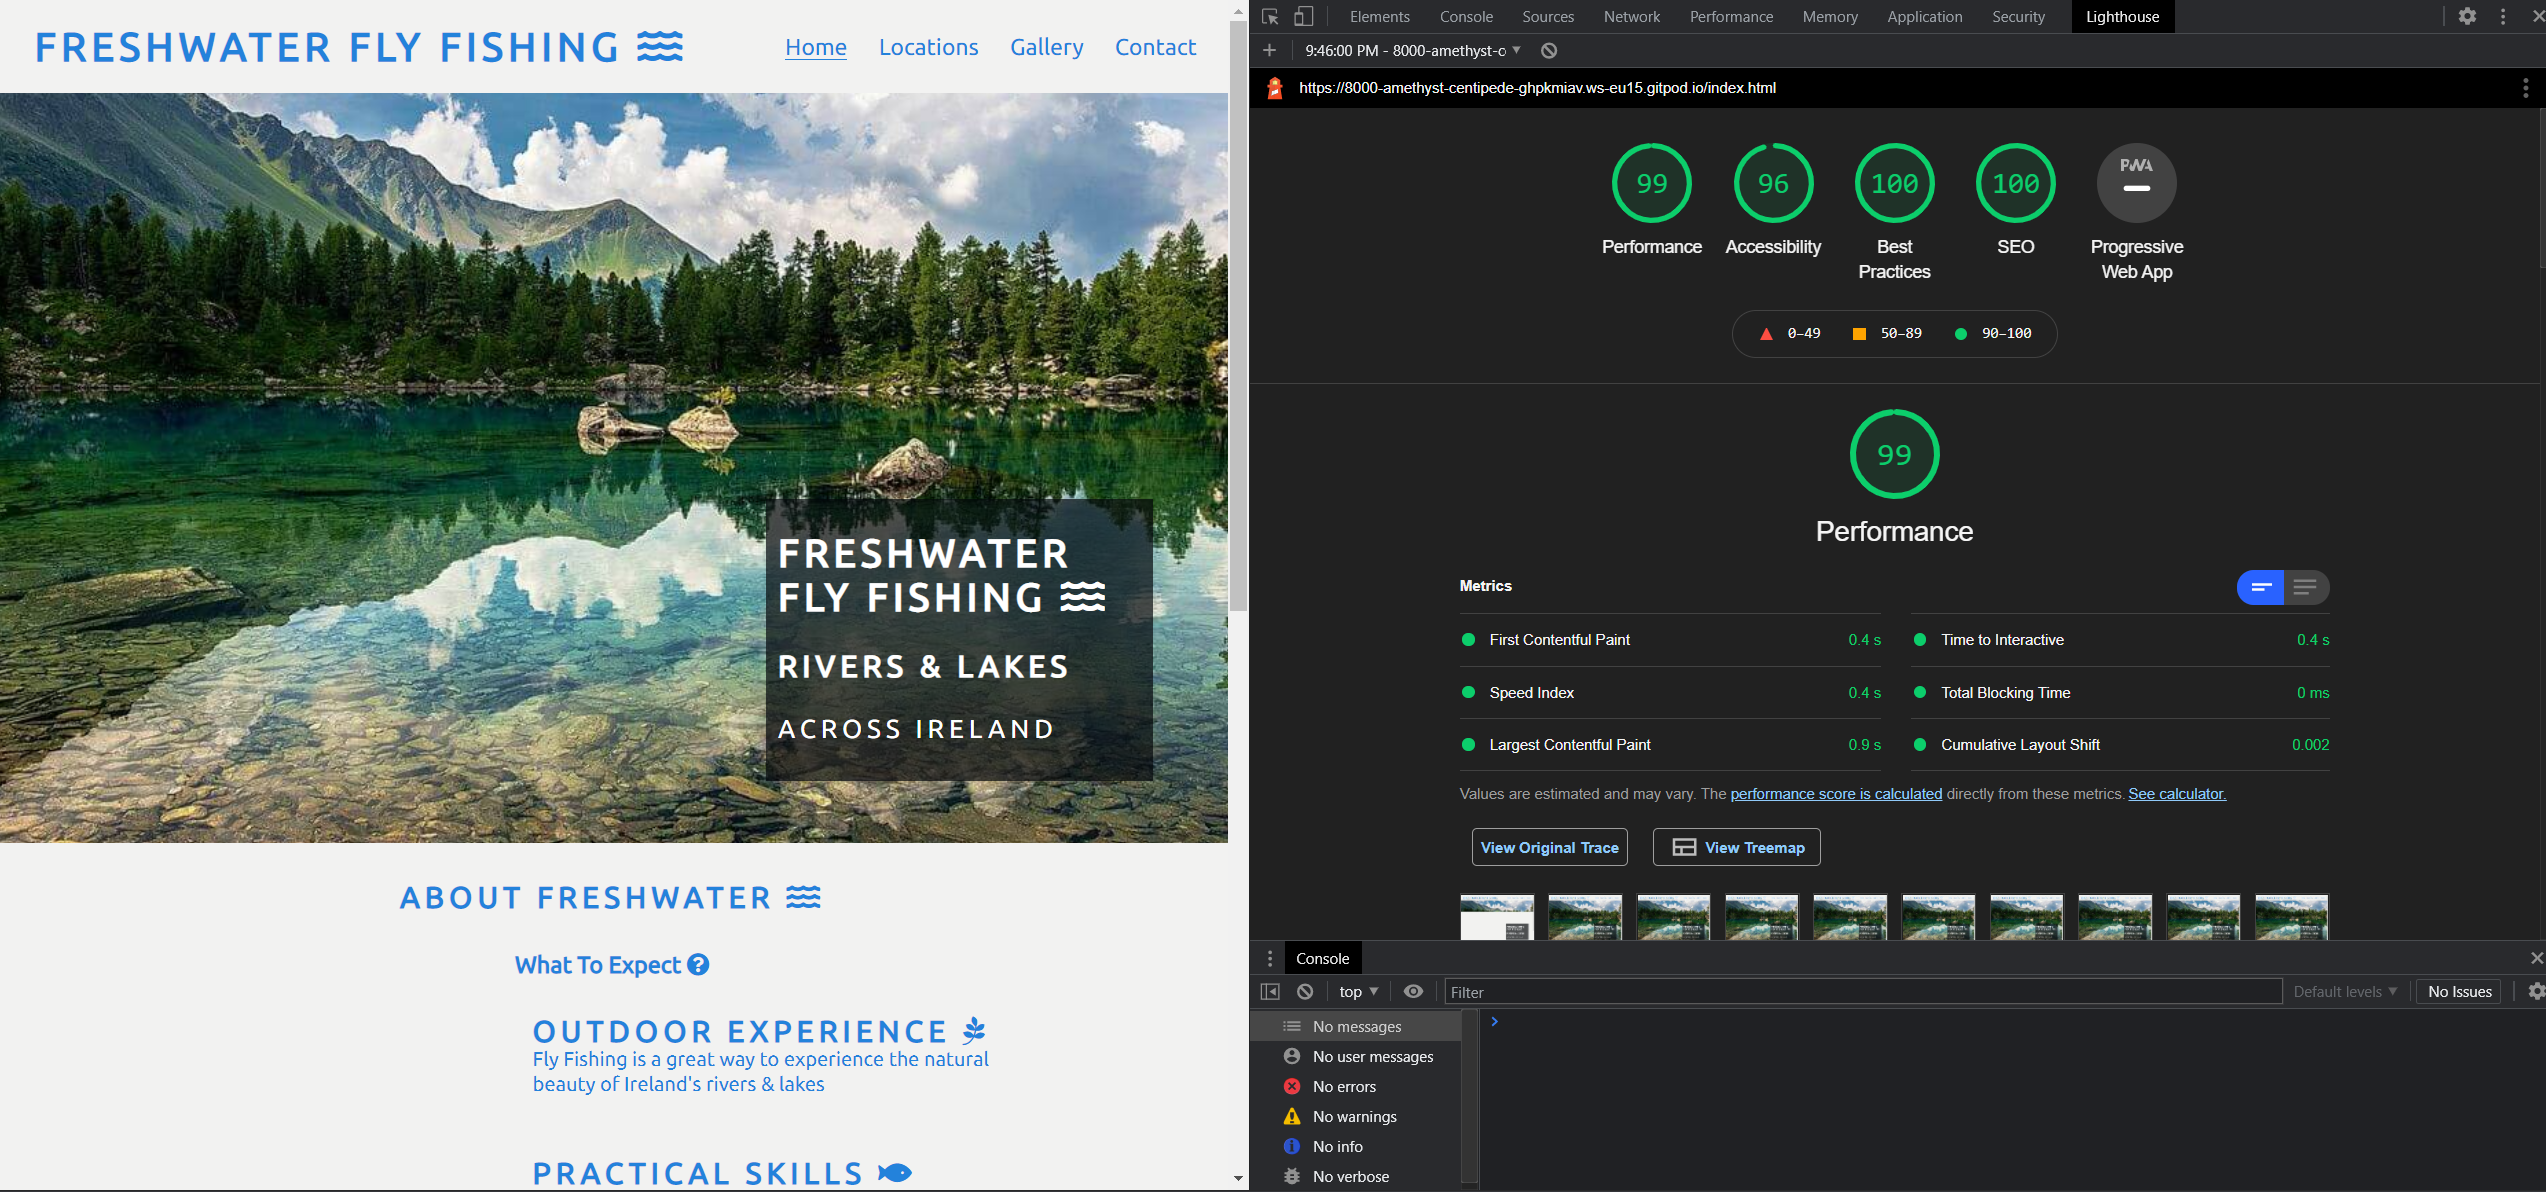 FRESHWATER FLY FISHING
Home Locations Gallery Contact
FRESHWATER
FLY FISHING
RIVERS & LAKES
ACROSS IRELAND
ABOUT FRESHWATER
What To Expect
OUTDOOR EXPERIENCE
Fly Fishing is a great way to experience the natural
beauty of Ireland's rivers & lakes
PRACTICAL SKILLS
Elements Console Sources Network Performance Memory Application Security Lighthouse
9:46:00 PM - 8000-amethyst-c
https://8000-amethyst-centipede-ghpkmiav.ws-eu15.gitpod.io/index.html
99 96 100 100 PWA
Performance Accessibility Best Practices SEO Progressive Web App
0–49 50–89 90–100
99
Performance
Metrics
First Contentful Paint 0.4 s Time to Interactive 0.4 s
Speed Index 0.4 s Total Blocking Time 0 ms
Largest Contentful Paint 0.9 s Cumulative Layout Shift 0.002
Values are estimated and may vary. The performance score is calculated directly from these metrics. See calculator.
View Original Trace View Treemap
Console
top Filter Default levels No Issues
No messages
No user messages
No errors
No warnings
No info
No verbose